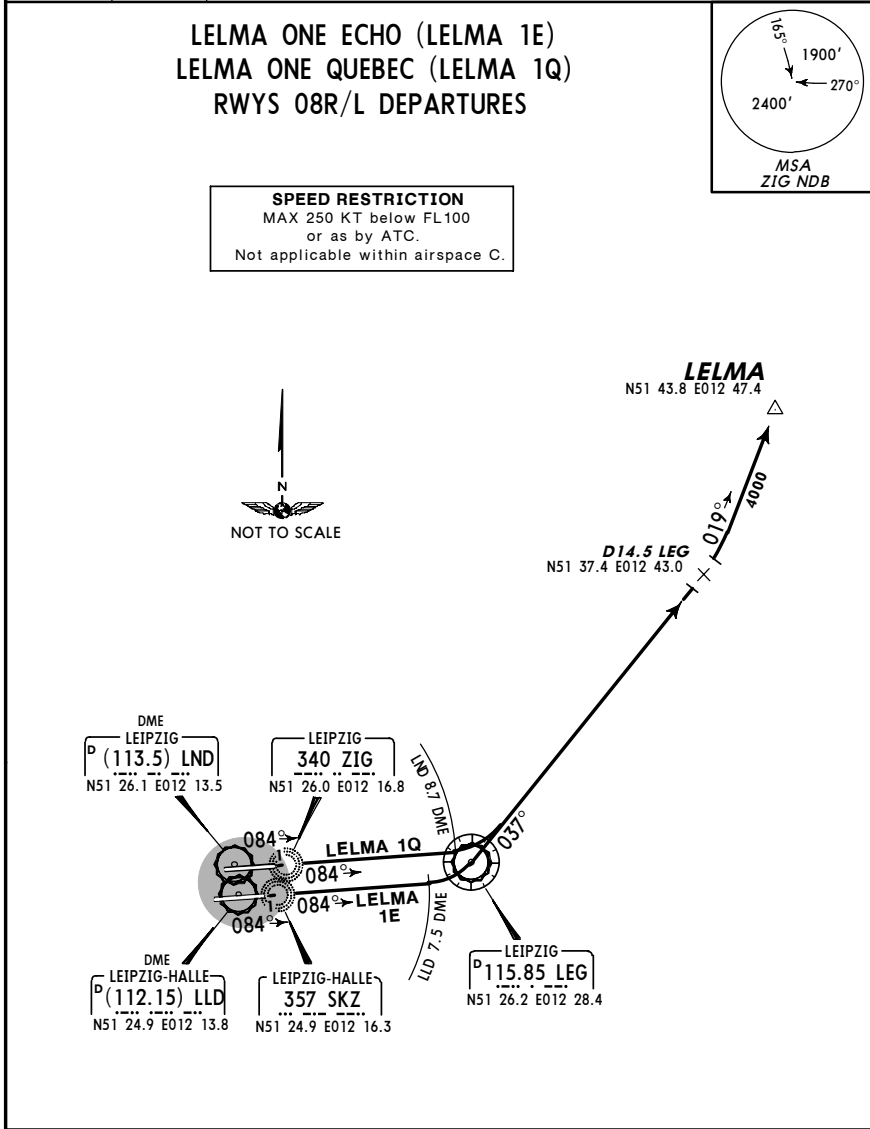 LELMA ONE ECHO (LELMA 1E)
LELMA ONE QUEBEC (LELMA 1Q)
RWYS 08R/L DEPARTURES
165°
1900'
270°
2400'
MSA
ZIG NDB
SPEED RESTRICTION
MAX 250 KT below FL100
or as by ATC.
Not applicable within airspace C.
LELMA
N51 43.8 E012 47.4
N
NOT TO SCALE
4000
019°
D14.5 LEG
N51 37.4 E012 43.0
DME
LEIPZIG
D (113.5) LND
N51 26.1 E012 13.5
LEIPZIG
340 ZIG
N51 26.0 E012 16.8
LND 8.7 DME
037°
084°
LELMA 1Q
084°
084°
LELMA
1E
084°
LLD 7.5 DME
DME
LEIPZIG-HALLE
D (112.15) LLD
N51 24.9 E012 13.8
LEIPZIG-HALLE
357 SKZ
N51 24.9 E012 16.3
LEIPZIG
D 115.85 LEG
N51 26.2 E012 28.4